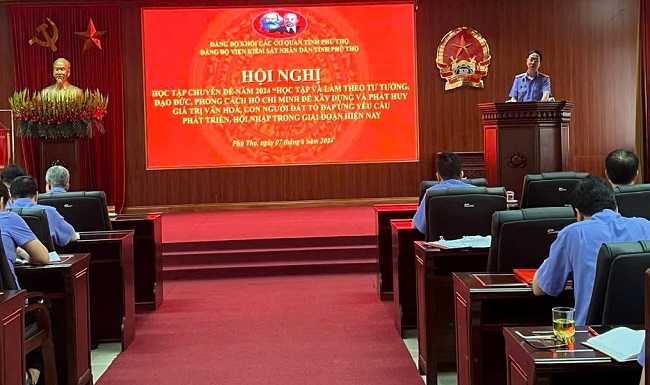 ĐẢNG BỘ KHỐI CÁC CƠ QUAN TỈNH PHÚ THỌ
ĐẢNG BỘ VIỆN KIỂM SÁT NHÂN DÂN TỈNH PHÚ THỌ
HỘI NGHỊ
HỌC TẬP CHUYÊN ĐỀ NĂM 2024 "HỌC TẬP VÀ LÀM THEO TƯ TƯỞNG,
ĐẠO ĐỨC, PHONG CÁCH HỒ CHÍ MINH ĐỂ XÂY DỰNG VÀ PHÁT HUY
GIÁ TRỊ VĂN HOÁ, CON NGƯỜI ĐẤT TỔ ĐÁP ỨNG YÊU CẦU
PHÁT TRIỂN, HỘI NHẬP TRONG GIAI ĐOẠN HIỆN NAY
Phú Thọ, ngày 07 tháng 6 năm 2024